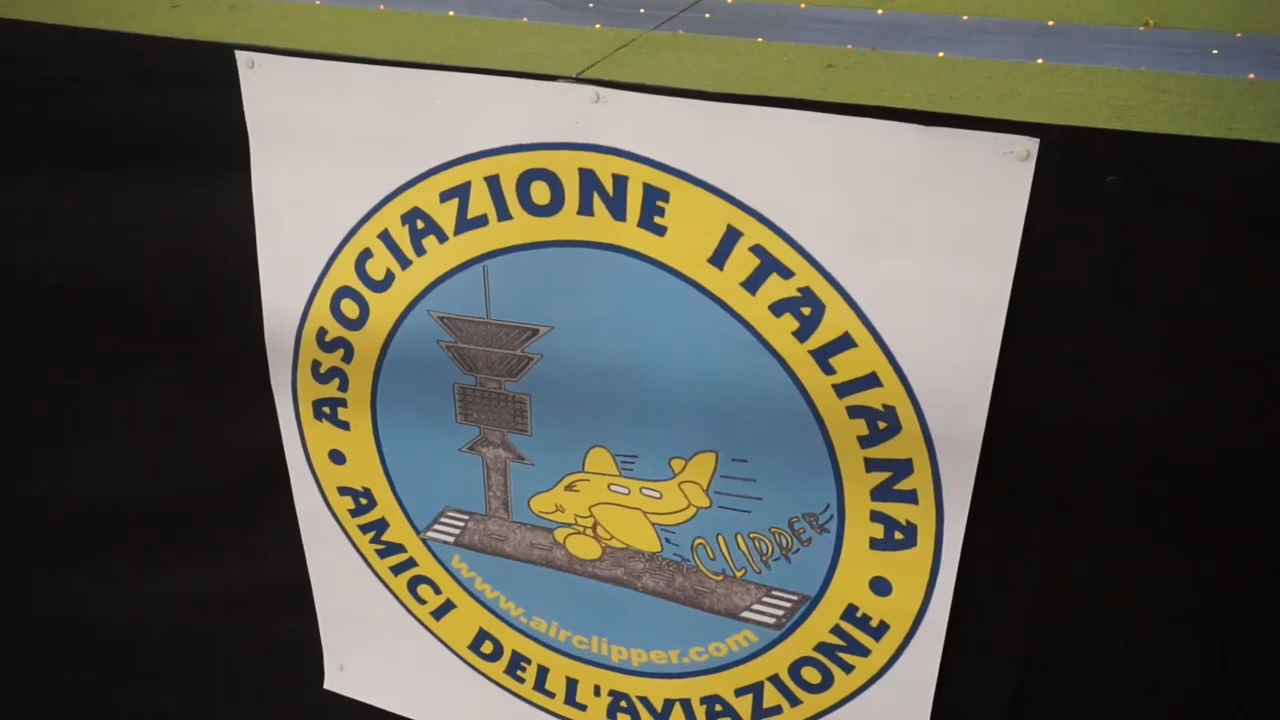 ASSOCIAZIONE ITALIANA
CLIPPER
www.airclipper.com
• AMICI DELL'AVIAZIONE •